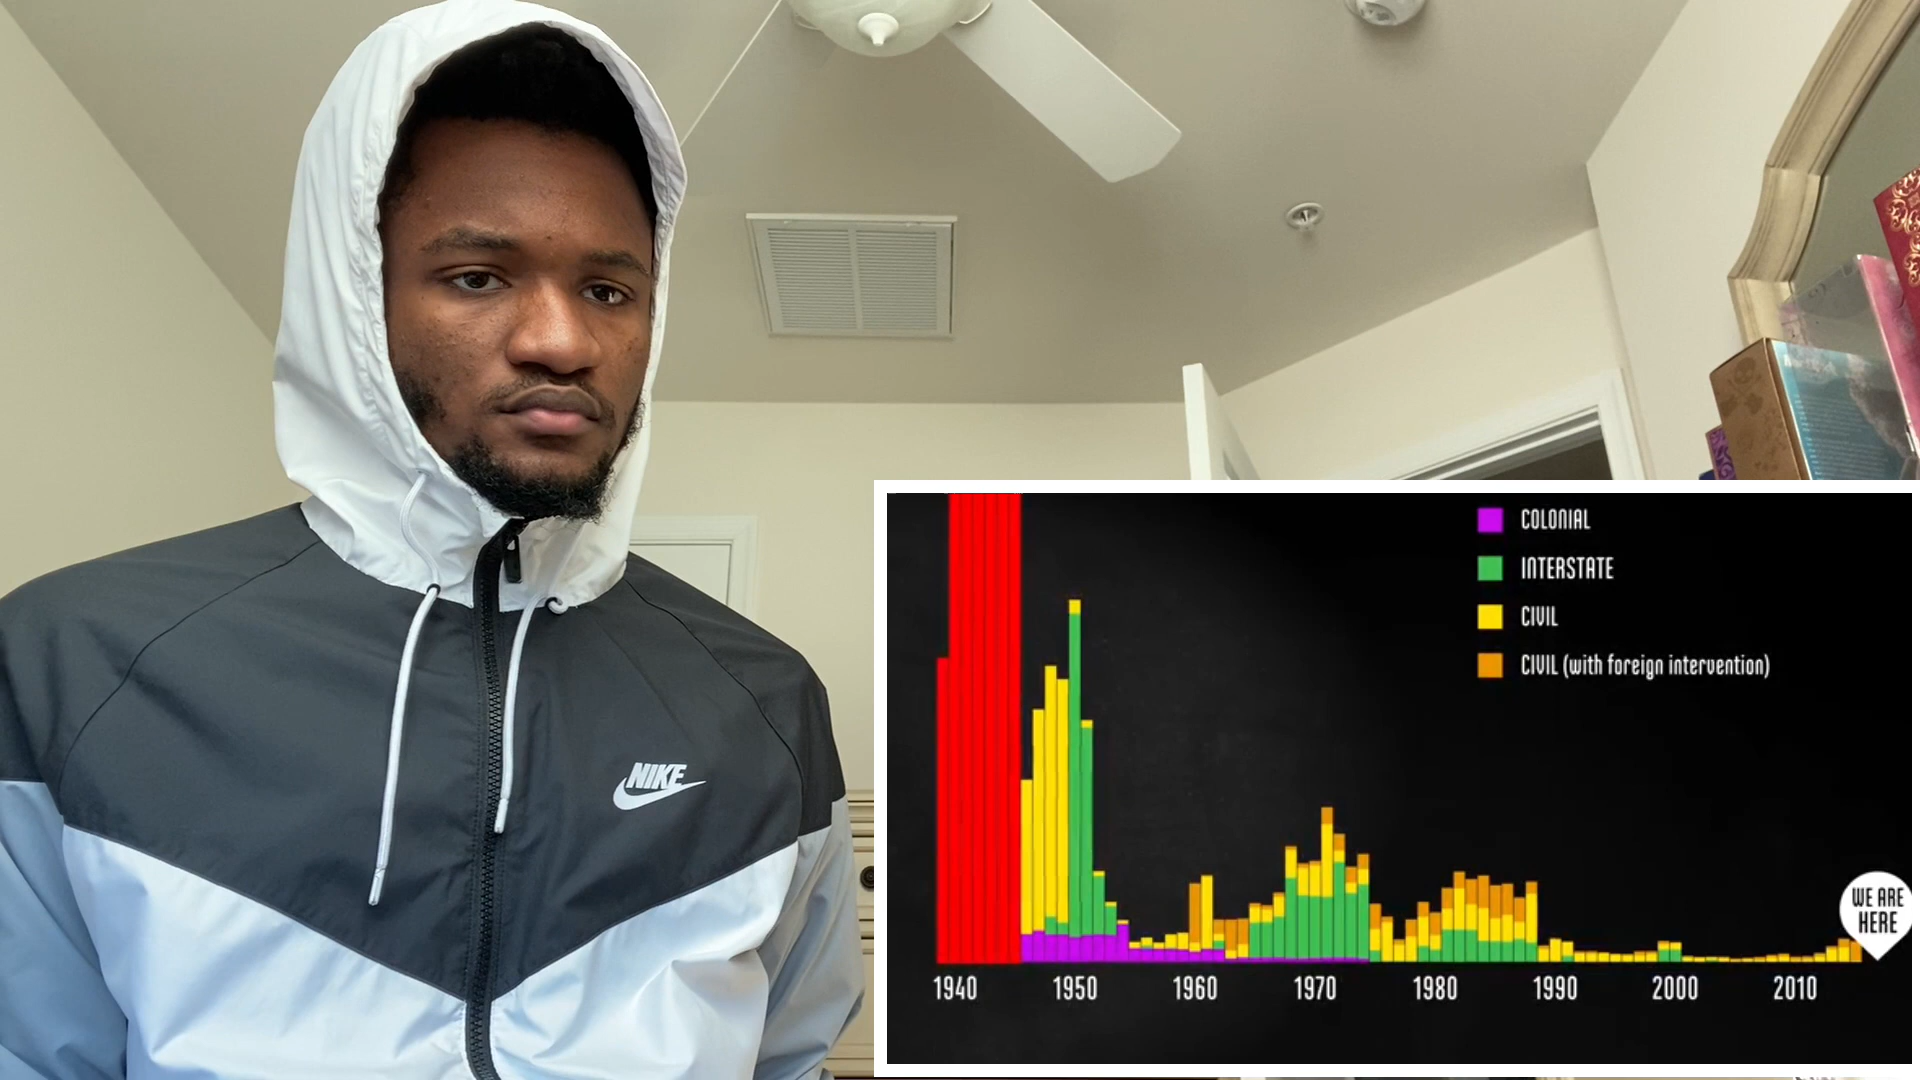 NIKE
COLONIAL
INTERSTATE
CIVIL
CIVIL (with foreign intervention)
WE ARE
HERE
1940 1950 1960 1970 1980 1990 2000 2010